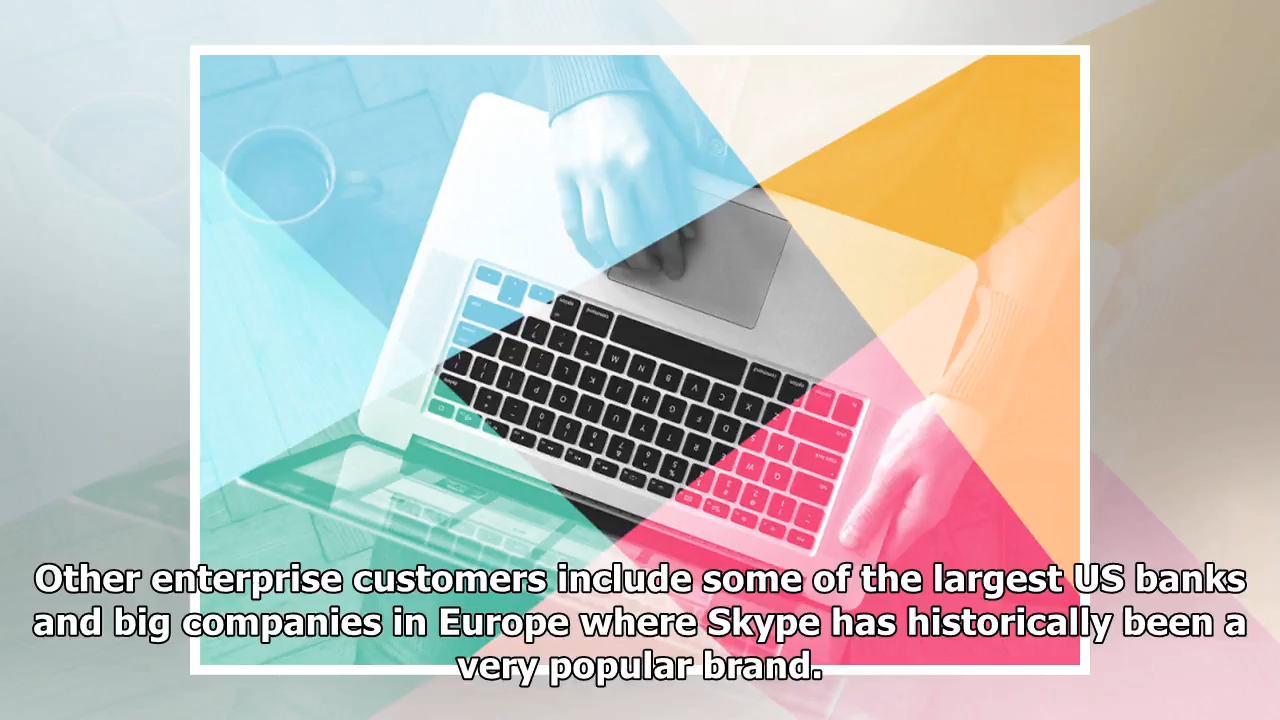 Other enterprise customers include some of the largest US banks
and big companies in Europe where Skype has historically been a
very popular brand.